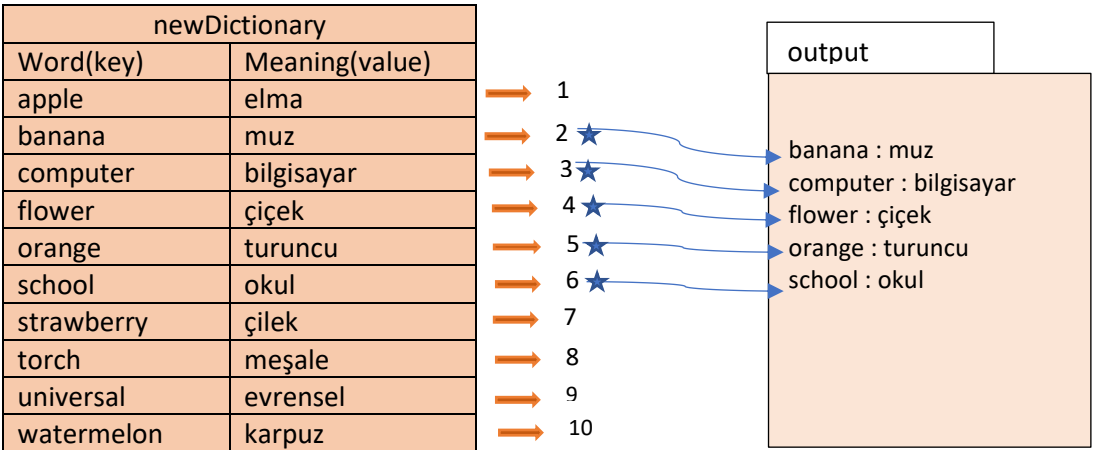 newDictionary
Word(key) Meaning(value)
apple elma 1
banana muz 2
computer bilgisayar 3
flower çiçek 4
orange turuncu 5
school okul 6
strawberry çilek 7
torch meşale 8
universal evrensel 9
watermelon karpuz 10
output
banana : muz
computer : bilgisayar
flower : çiçek
orange : turuncu
school : okul